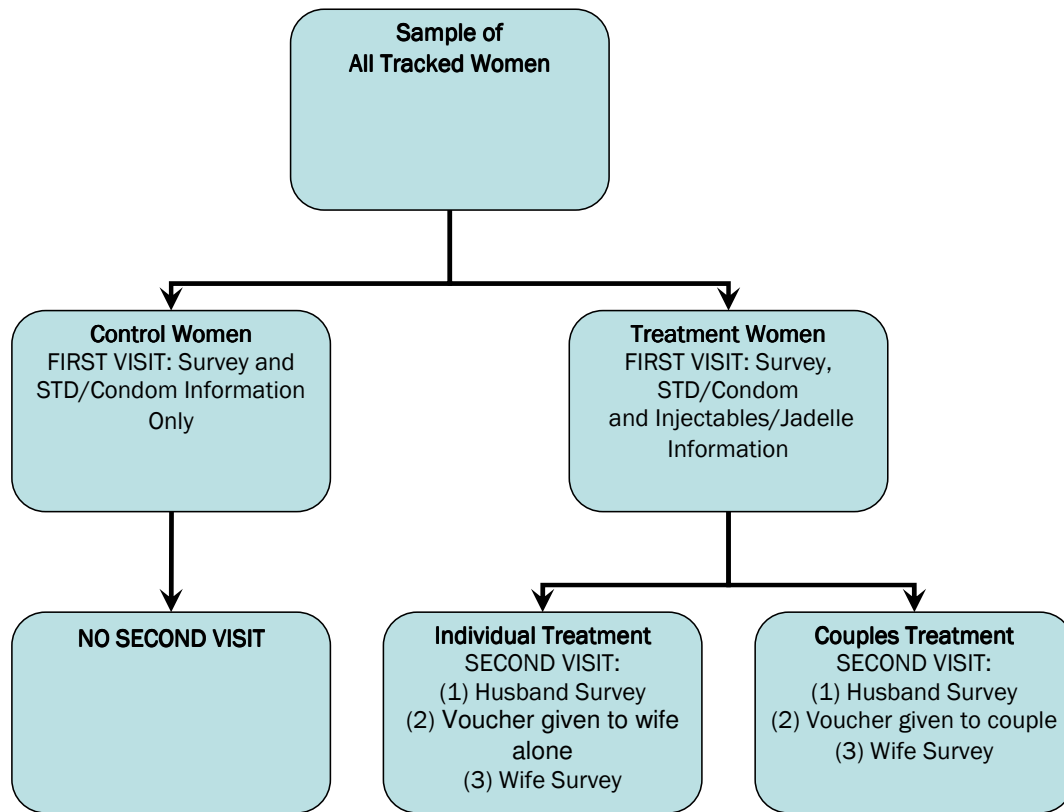 Sample of
All Tracked Women
Control Women
FIRST VISIT: Survey and
STD/Condom Information
Only
Treatment Women
FIRST VISIT: Survey,
STD/Condom
and Injectables/Jadelle
Information
NO SECOND VISIT
Individual Treatment
SECOND VISIT:
(1) Husband Survey
(2) Voucher given to wife
alone
(3) Wife Survey
Couples Treatment
SECOND VISIT:
(1) Husband Survey
(2) Voucher given to couple
(3) Wife Survey